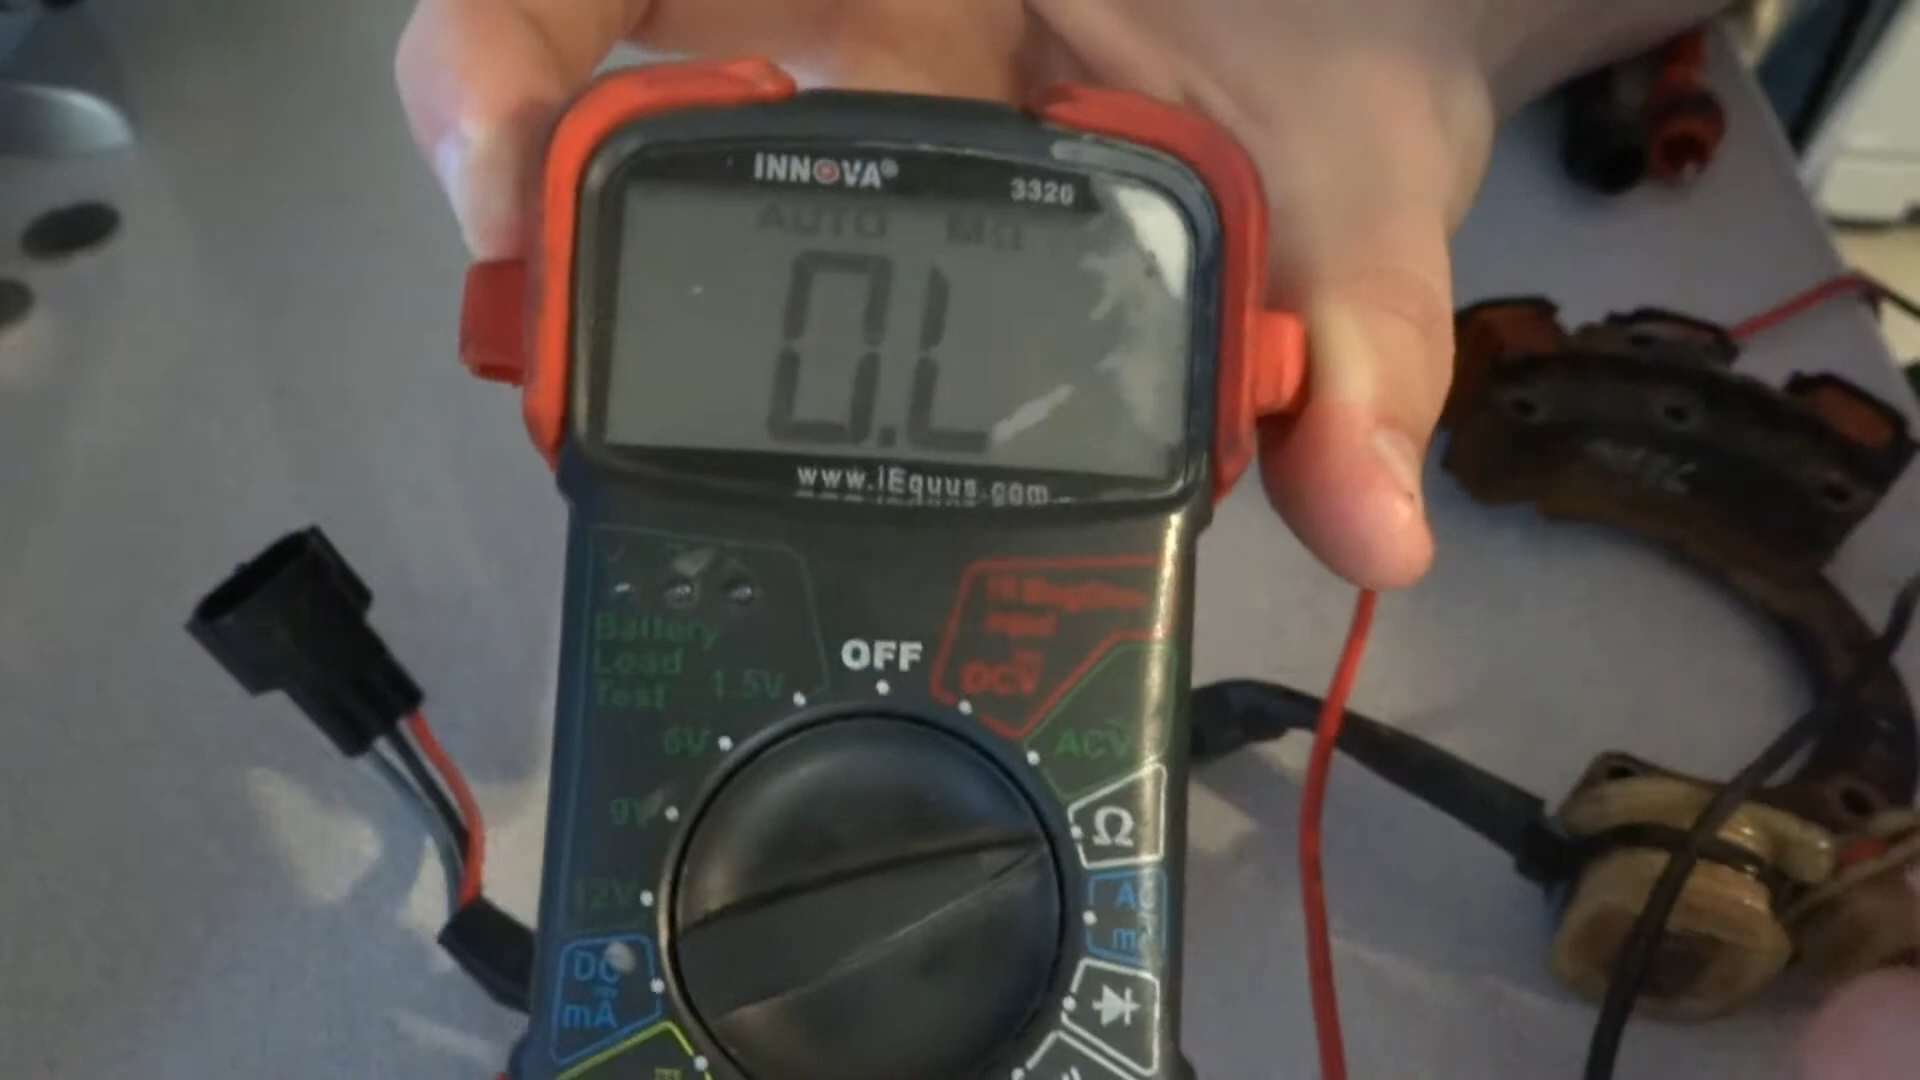 INNOVA®
3320
AUTO MΩ
0.L
www.iEquus.com
Battery
Load
Test
1.5V
OFF
DCV
6V
ACV
9V
Ω
12V
DC
mA